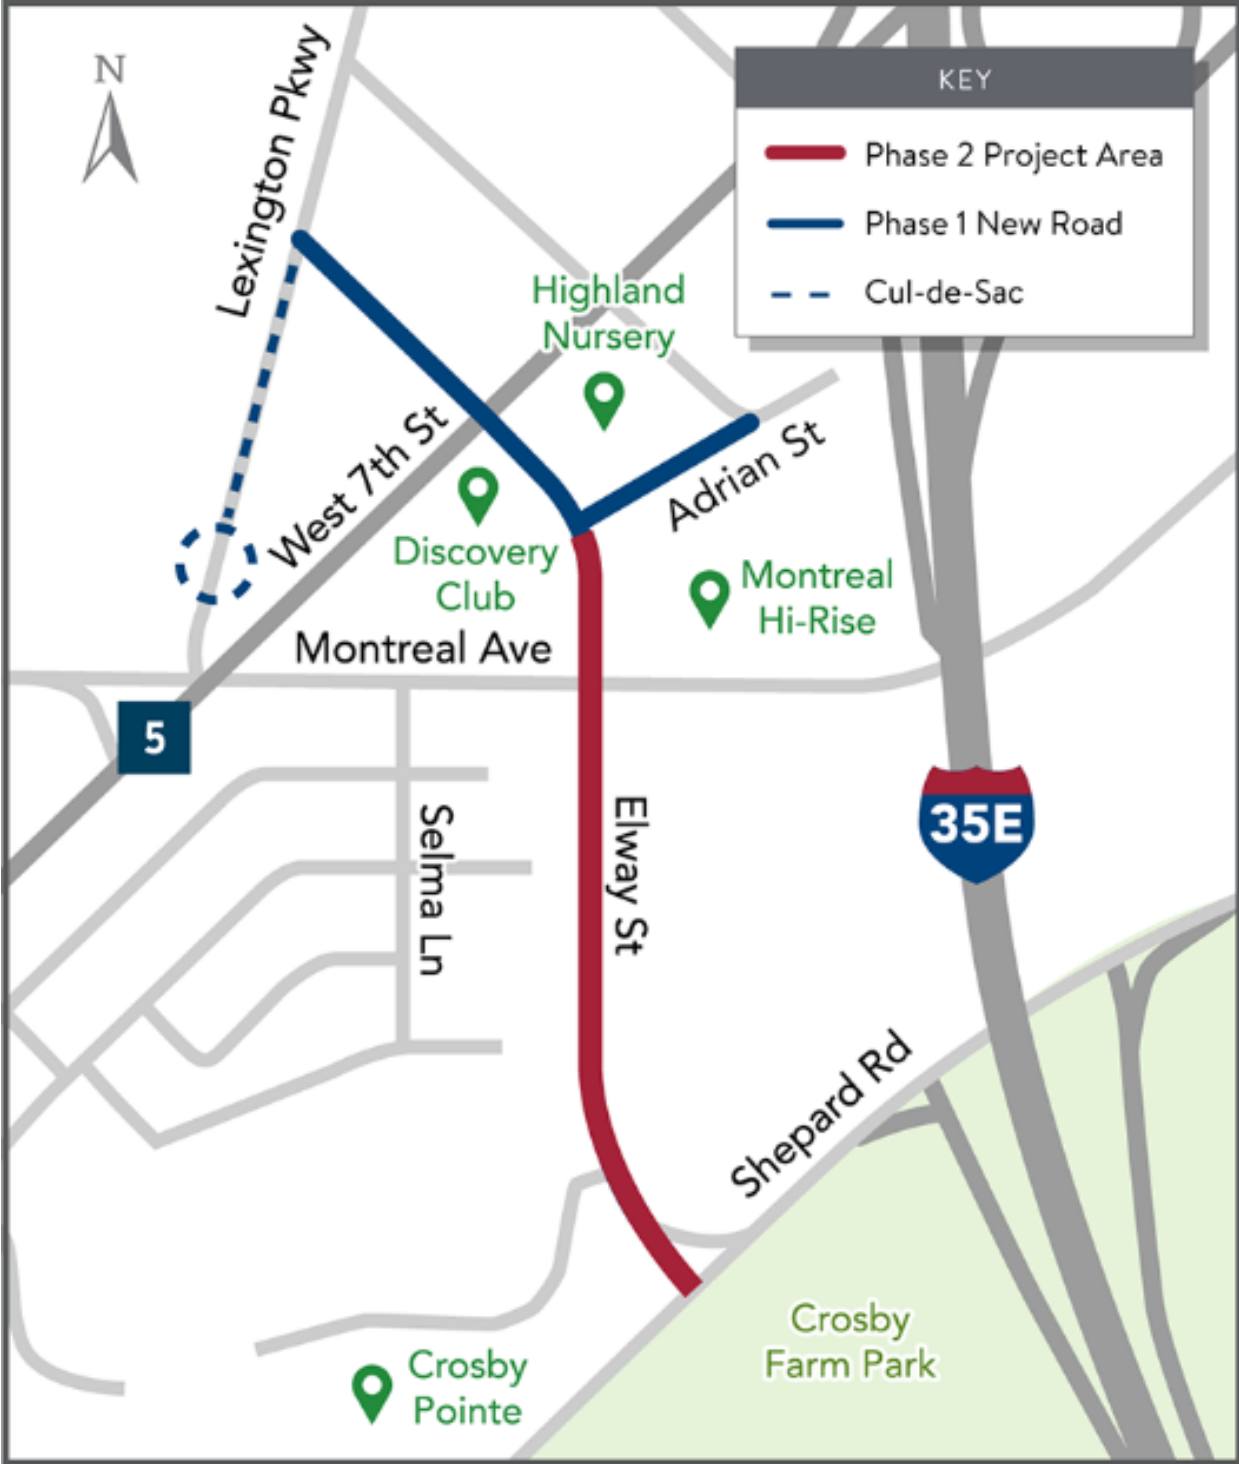 N
Lexington Pkwy
KEY
Phase 2 Project Area
Phase 1 New Road
Cul-de-Sac
Highland
Nursery
West 7th St
Adrian St
Discovery
Club
Montreal
Hi-Rise
Montreal Ave
5
Selma Ln
Elway St
35E
Shepard Rd
Crosby
Farm Park
Crosby
Pointe